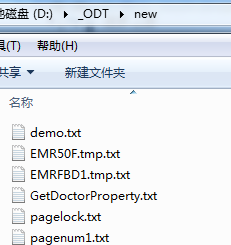 地磁盘 (D:) ▸ _ODT ▸ new
具(T) 帮助(H)
共享 新建文件夹
名称
demo.txt
EMR50F.tmp.txt
EMRFBD1.tmp.txt
GetDoctorProperty.txt
pagelock.txt
pagenum1.txt